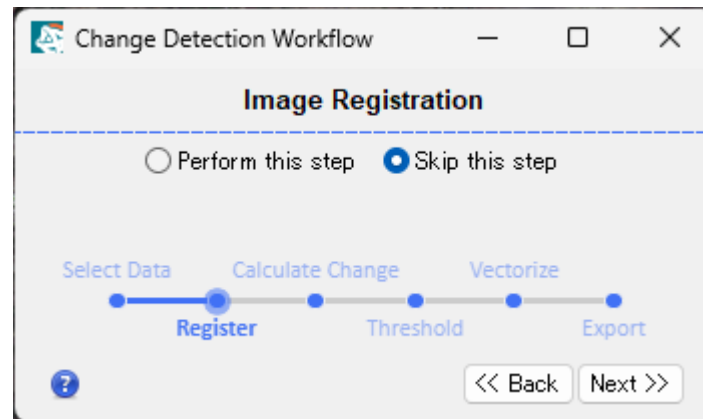 Change Detection Workflow
Image Registration
Perform this step Skip this step
Select Data Calculate Change Vectorize
Register Threshold Export
? << Back Next >>